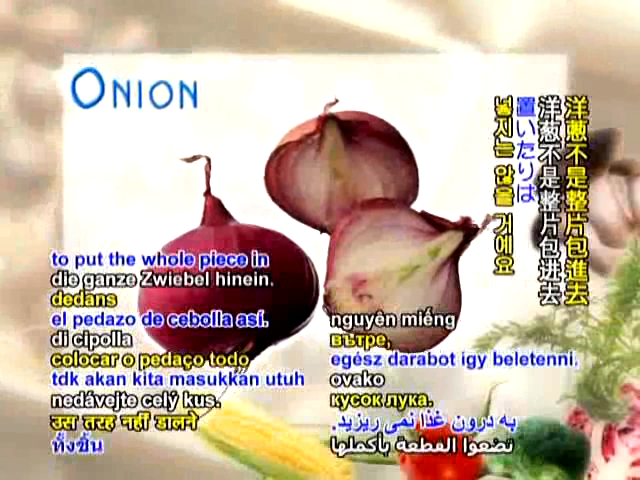 ONION
洋蔥不是整片包進去
洋葱不是整片包进去
置いたりは
넣지는 않을 거예요
to put the whole piece in
die ganze Zwiebel hinein.
dedans
el pedazo de cebolla así.
di cipolla
colocar o pedaço todo
tdk akan kita masukkan utuh
nedávejte celý kus.
उस तरह नहीं डालने
ทั้งชิ้น
nguyên miếng
вътре,
egész darabot igy beletenni.
ovako
кусок лука.
به درون غذا نمی ریزید.
تضعوا القطعة بأكملها